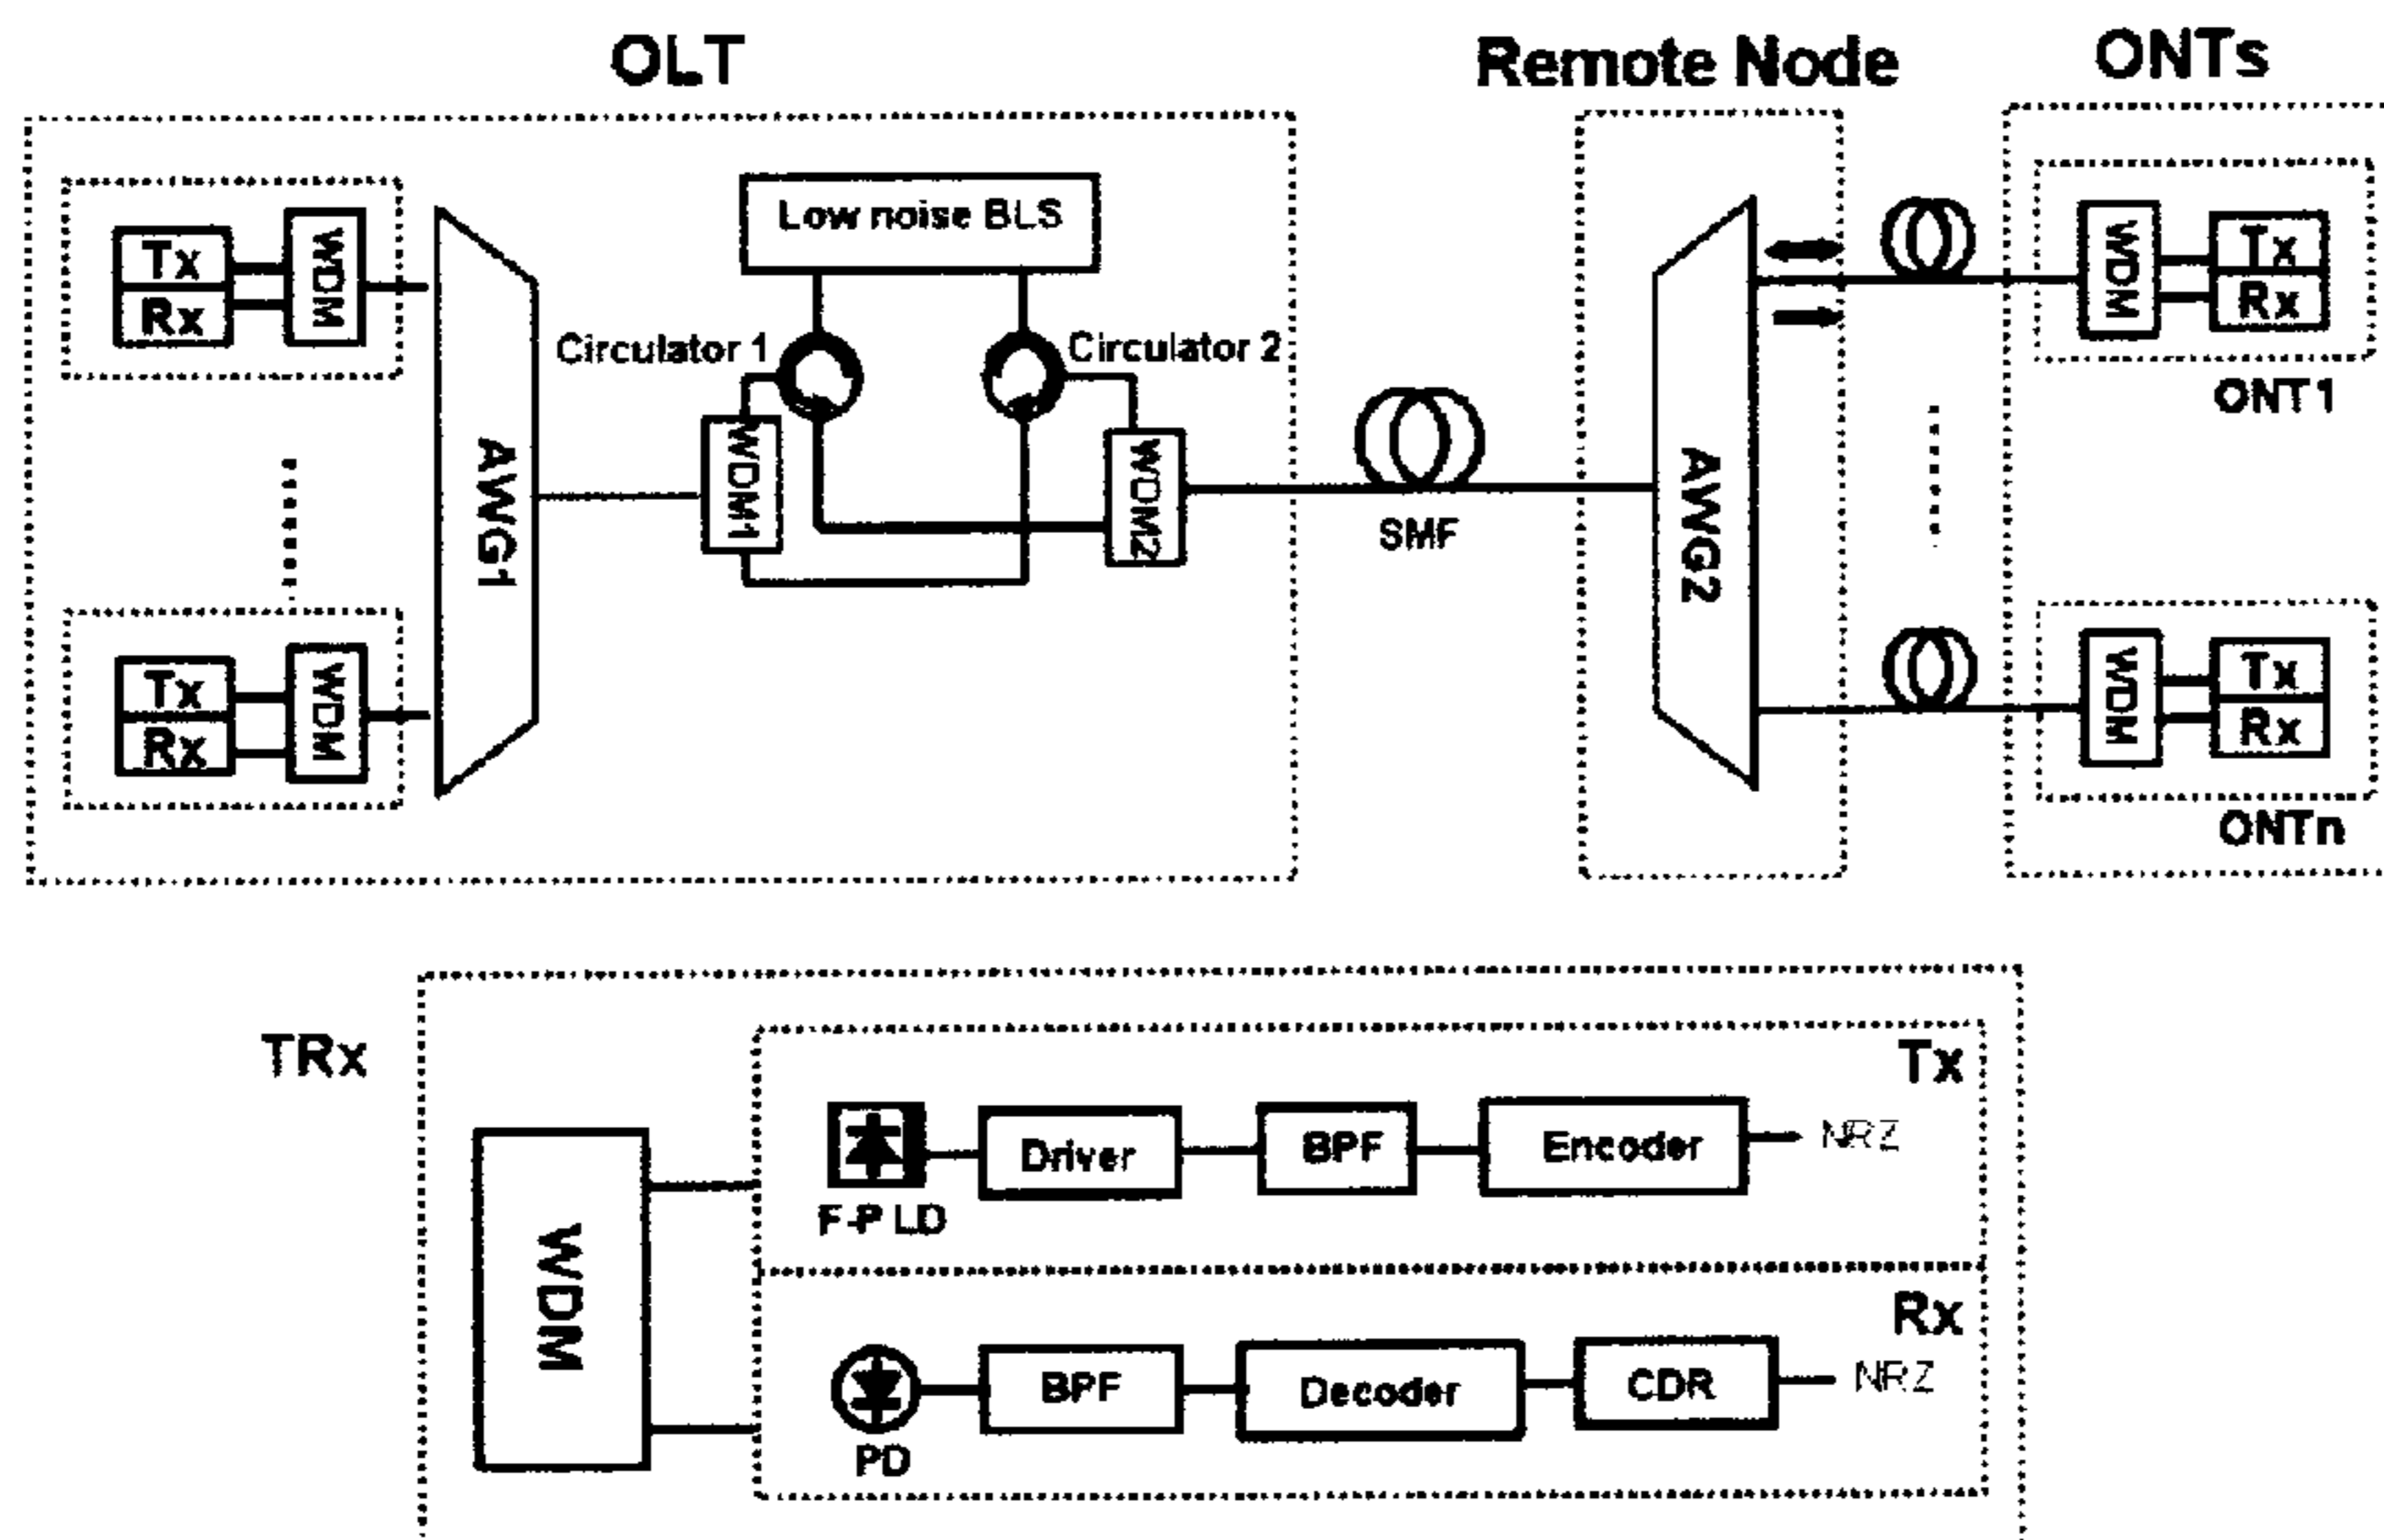 OLT
Remote Node
ONTs
Low noise BLS
Tx
Rx
WDM
Tx
Rx
WDM
AWG1
Circulator 1
Circulator 2
WDM1
WDM2
SMF
AWG2
WDM
Tx
Rx
ONT1
WDM
Tx
Rx
ONTn
TRx
WDM
Tx
F-P LD
Driver
BPF
Encoder
NRZ
Rx
PD
BPF
Decoder
CDR
NRZ